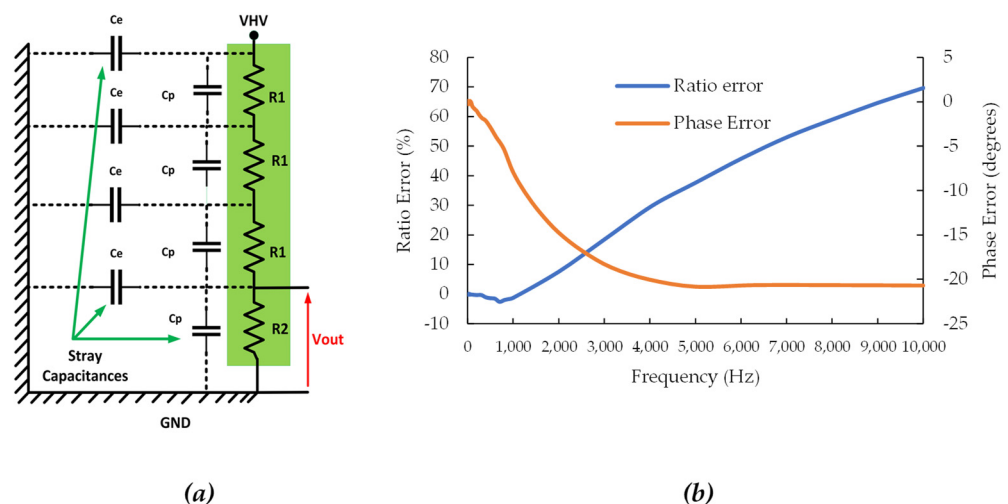 VHV
Ce
Cp
R1
Ce
Cp
R1
Ce
Cp
R1
Ce
Cp
R2
Vout
Stray
Capacitances
GND
(a)
80
70
60
50
40
30
20
10
0
-10
Ratio Error (%)
Ratio error
Phase Error
5
0
-5
-10
-15
-20
-25
Phase Error (degrees)
0 1,000 2,000 3,000 4,000 5,000 6,000 7,000 8,000 9,000 10,000
Frequency (Hz)
(b)